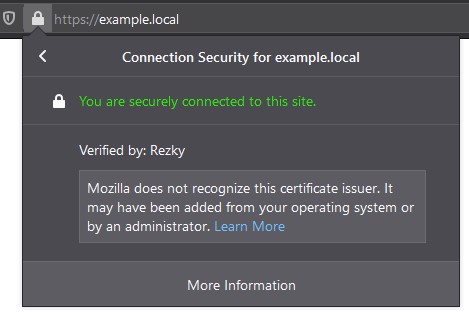 https://example.local
Connection Security for example.local
You are securely connected to this site.
Verified by: Rezky
Mozilla does not recognize this certificate issuer. It
may have been added from your operating system or
by an administrator. Learn More
More Information